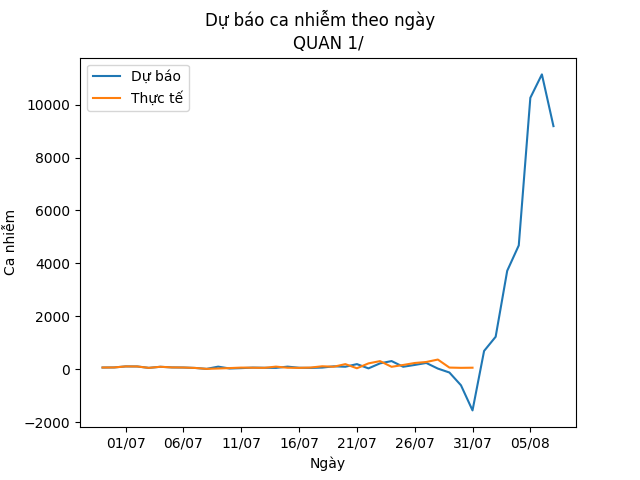 Dự báo ca nhiễm theo ngày
QUAN 1/
Dự báo
Thực tế
10000
8000
6000
4000
2000
0
−2000
Ca nhiễm
01/07 06/07 11/07 16/07 21/07 26/07 31/07 05/08
Ngày